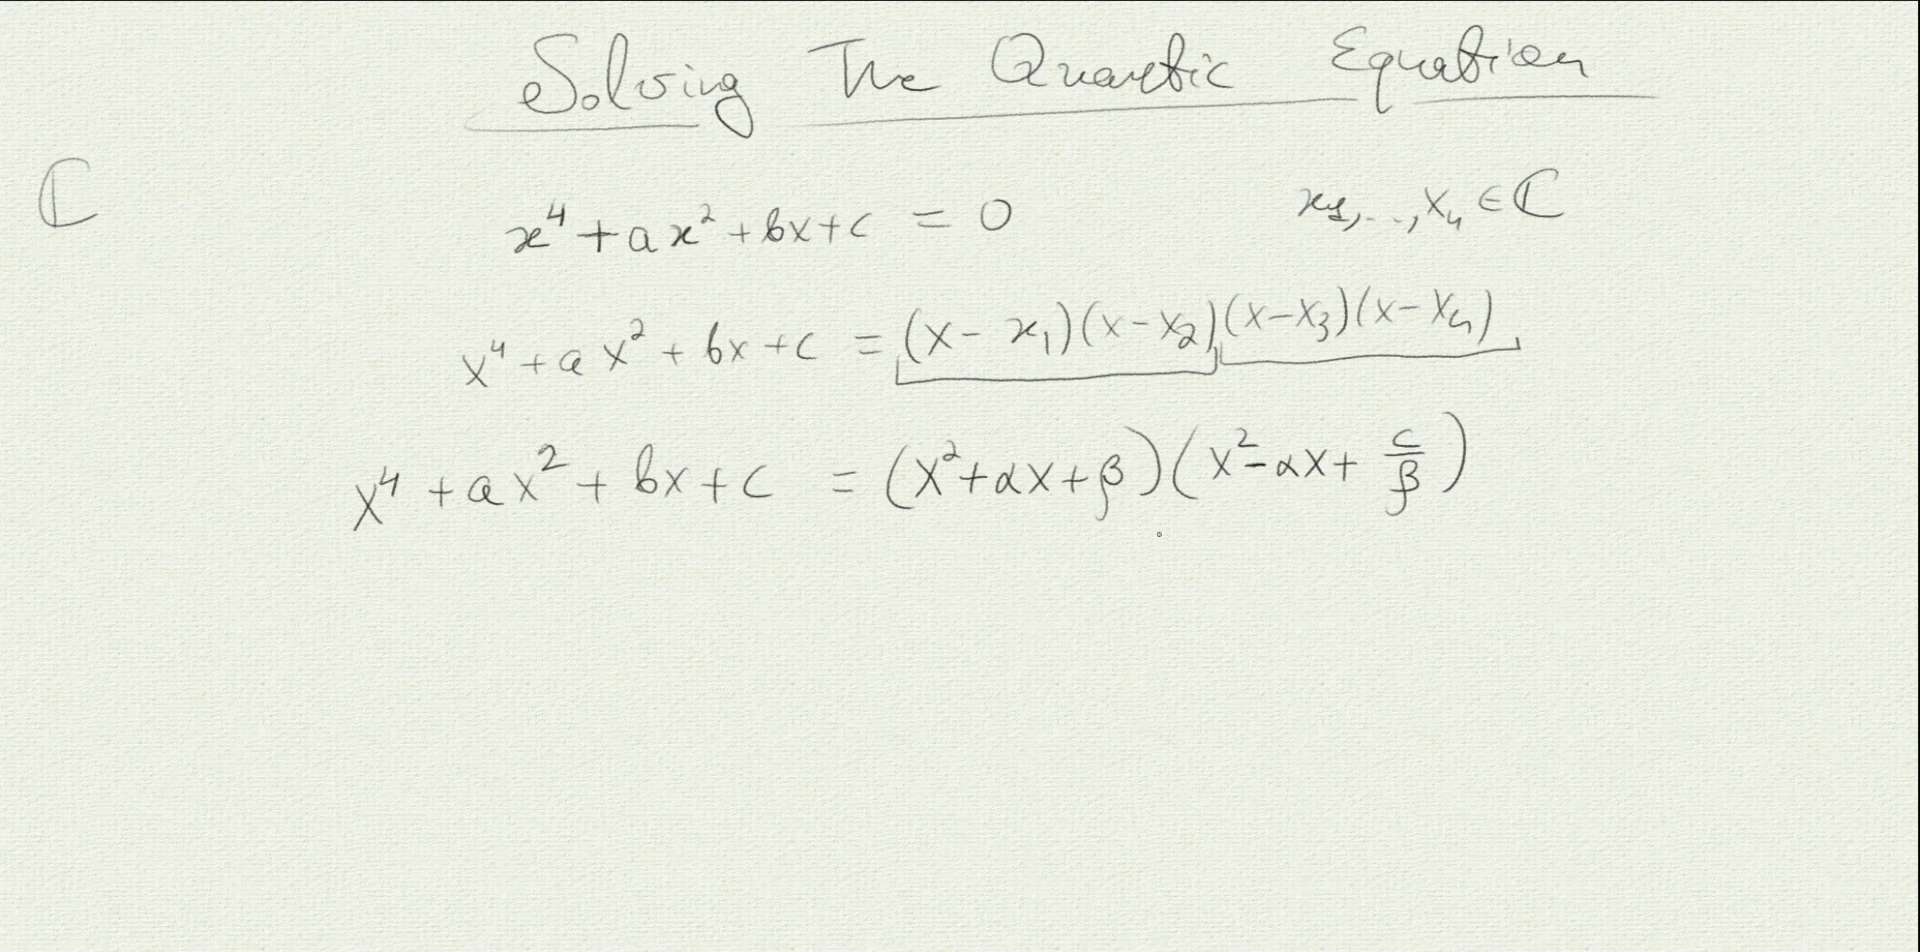 Solving The Quartic Equation
ℂ
x⁴ + ax² + bx + c = 0
x₁, ..., x₄ ∈ ℂ
x⁴ + ax² + bx + c = (x - x₁)(x - x₂)(x - x₃)(x - x₄)
x⁴ + ax² + bx + c = (x² + αx + β)(x² - αx + c/β)